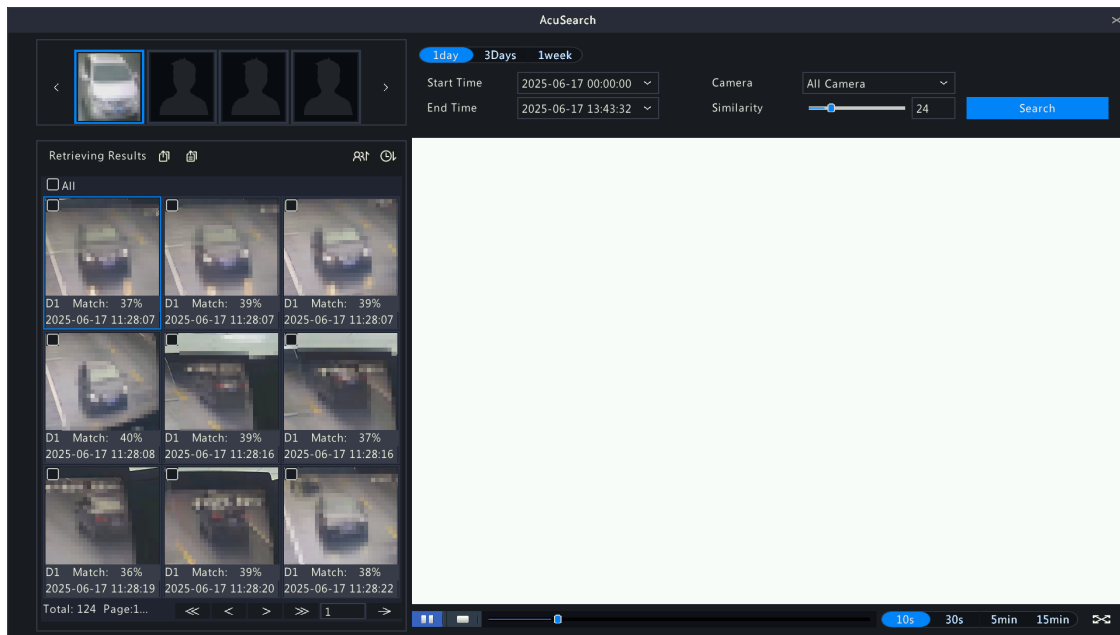 AcuSearch
1day 3Days 1week
Start Time 2025-06-17 00:00:00 Camera All Camera
End Time 2025-06-17 13:43:32 Similarity 24 Search
Retrieving Results
All
D1 Match: 37% D1 Match: 39% D1 Match: 39%
2025-06-17 11:28:07 2025-06-17 11:28:07 2025-06-17 11:28:07
D1 Match: 40% D1 Match: 39% D1 Match: 37%
2025-06-17 11:28:08 2025-06-17 11:28:16 2025-06-17 11:28:16
D1 Match: 36% D1 Match: 39% D1 Match: 38%
2025-06-17 11:28:19 2025-06-17 11:28:20 2025-06-17 11:28:22
Total: 124 Page:1... 1
10s 30s 5min 15min